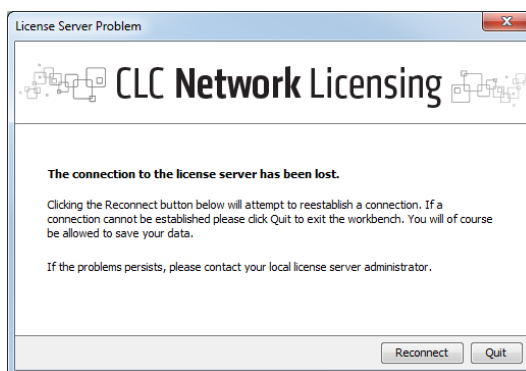 License Server Problem
CLC Network Licensing
The connection to the license server has been lost.
Clicking the Reconnect button below will attempt to reestablish a connection. If a
connection cannot be established please click Quit to exit the workbench. You will of course
be allowed to save your data.
If the problems persists, please contact your local license server administrator.
Reconnect Quit